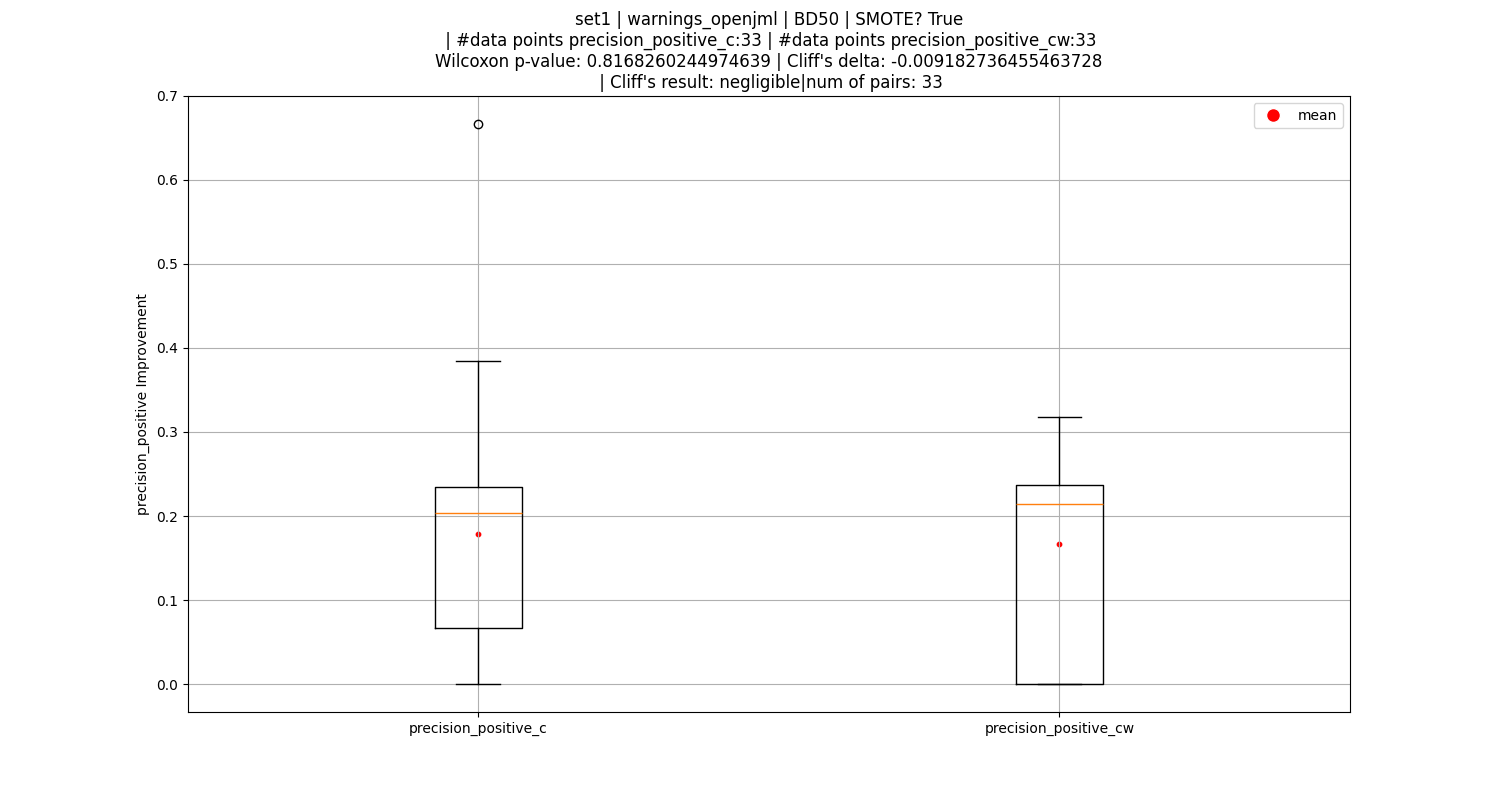 set1 | warnings_openjml | BD50 | SMOTE? True
| #data points precision_positive_c:33 | #data points precision_positive_cw:33
Wilcoxon p-value: 0.8168260244974639 | Cliff's delta: -0.009182736455463728
| Cliff's result: negligible|num of pairs: 33
mean
0.7
0.6
0.5
0.4
0.3
0.2
0.1
0.0
precision_positive Improvement
precision_positive_c
precision_positive_cw